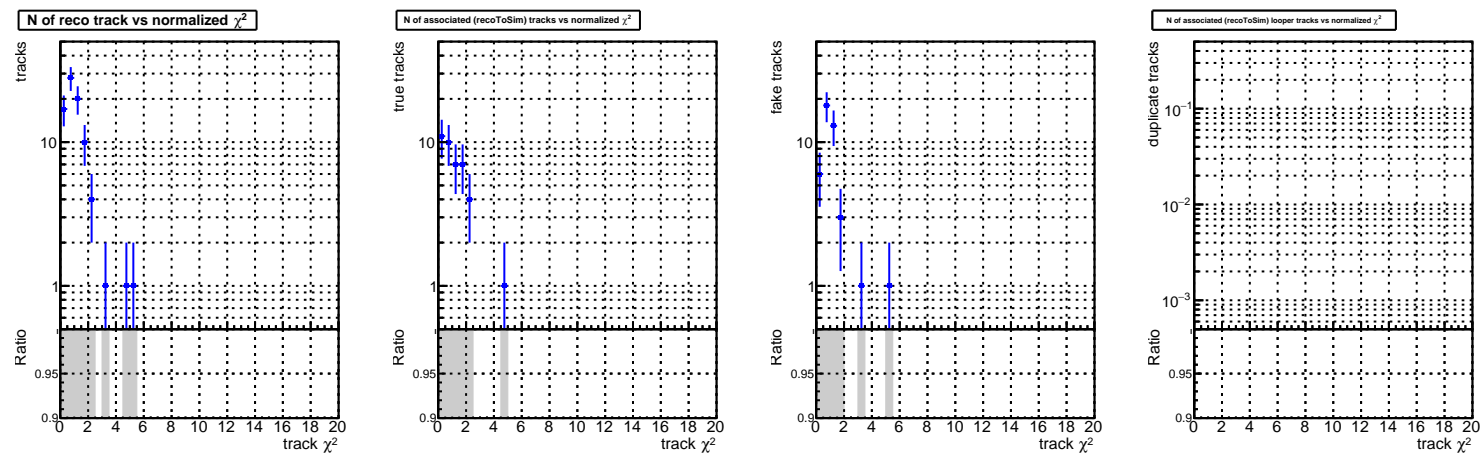 N of reco track vs normalized χ²
tracks
10
1
Ratio
1
0.95
0.9
0 2 4 6 8 10 12 14 16 18 20
track χ²
N of associated (recoToSim) tracks vs normalized χ²
true tracks
10
1
Ratio
1
0.95
0.9
0 2 4 6 8 10 12 14 16 18 20
track χ²
fake tracks
10
1
Ratio
1
0.95
0.9
0 2 4 6 8 10 12 14 16 18 20
track χ²
N of associated (recoToSim) looper tracks vs normalized χ²
duplicate tracks
10⁻¹
10⁻²
10⁻³
Ratio
1
0.95
0.9
0 2 4 6 8 10 12 14 16 18 20
track χ²